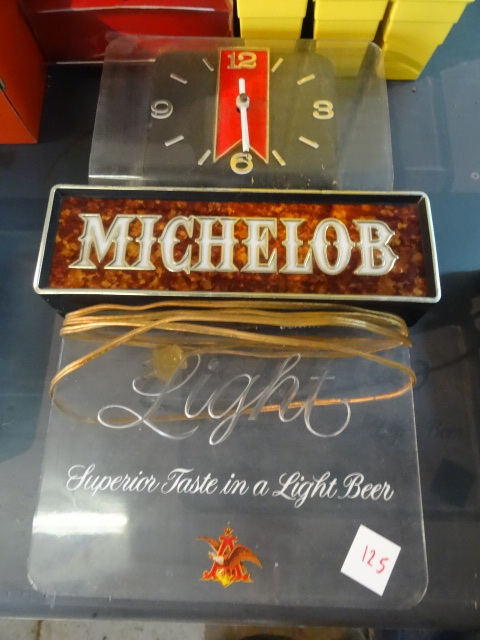 12
9 3
6
MICHELOB
Light
Superior Taste in a Light Beer
125